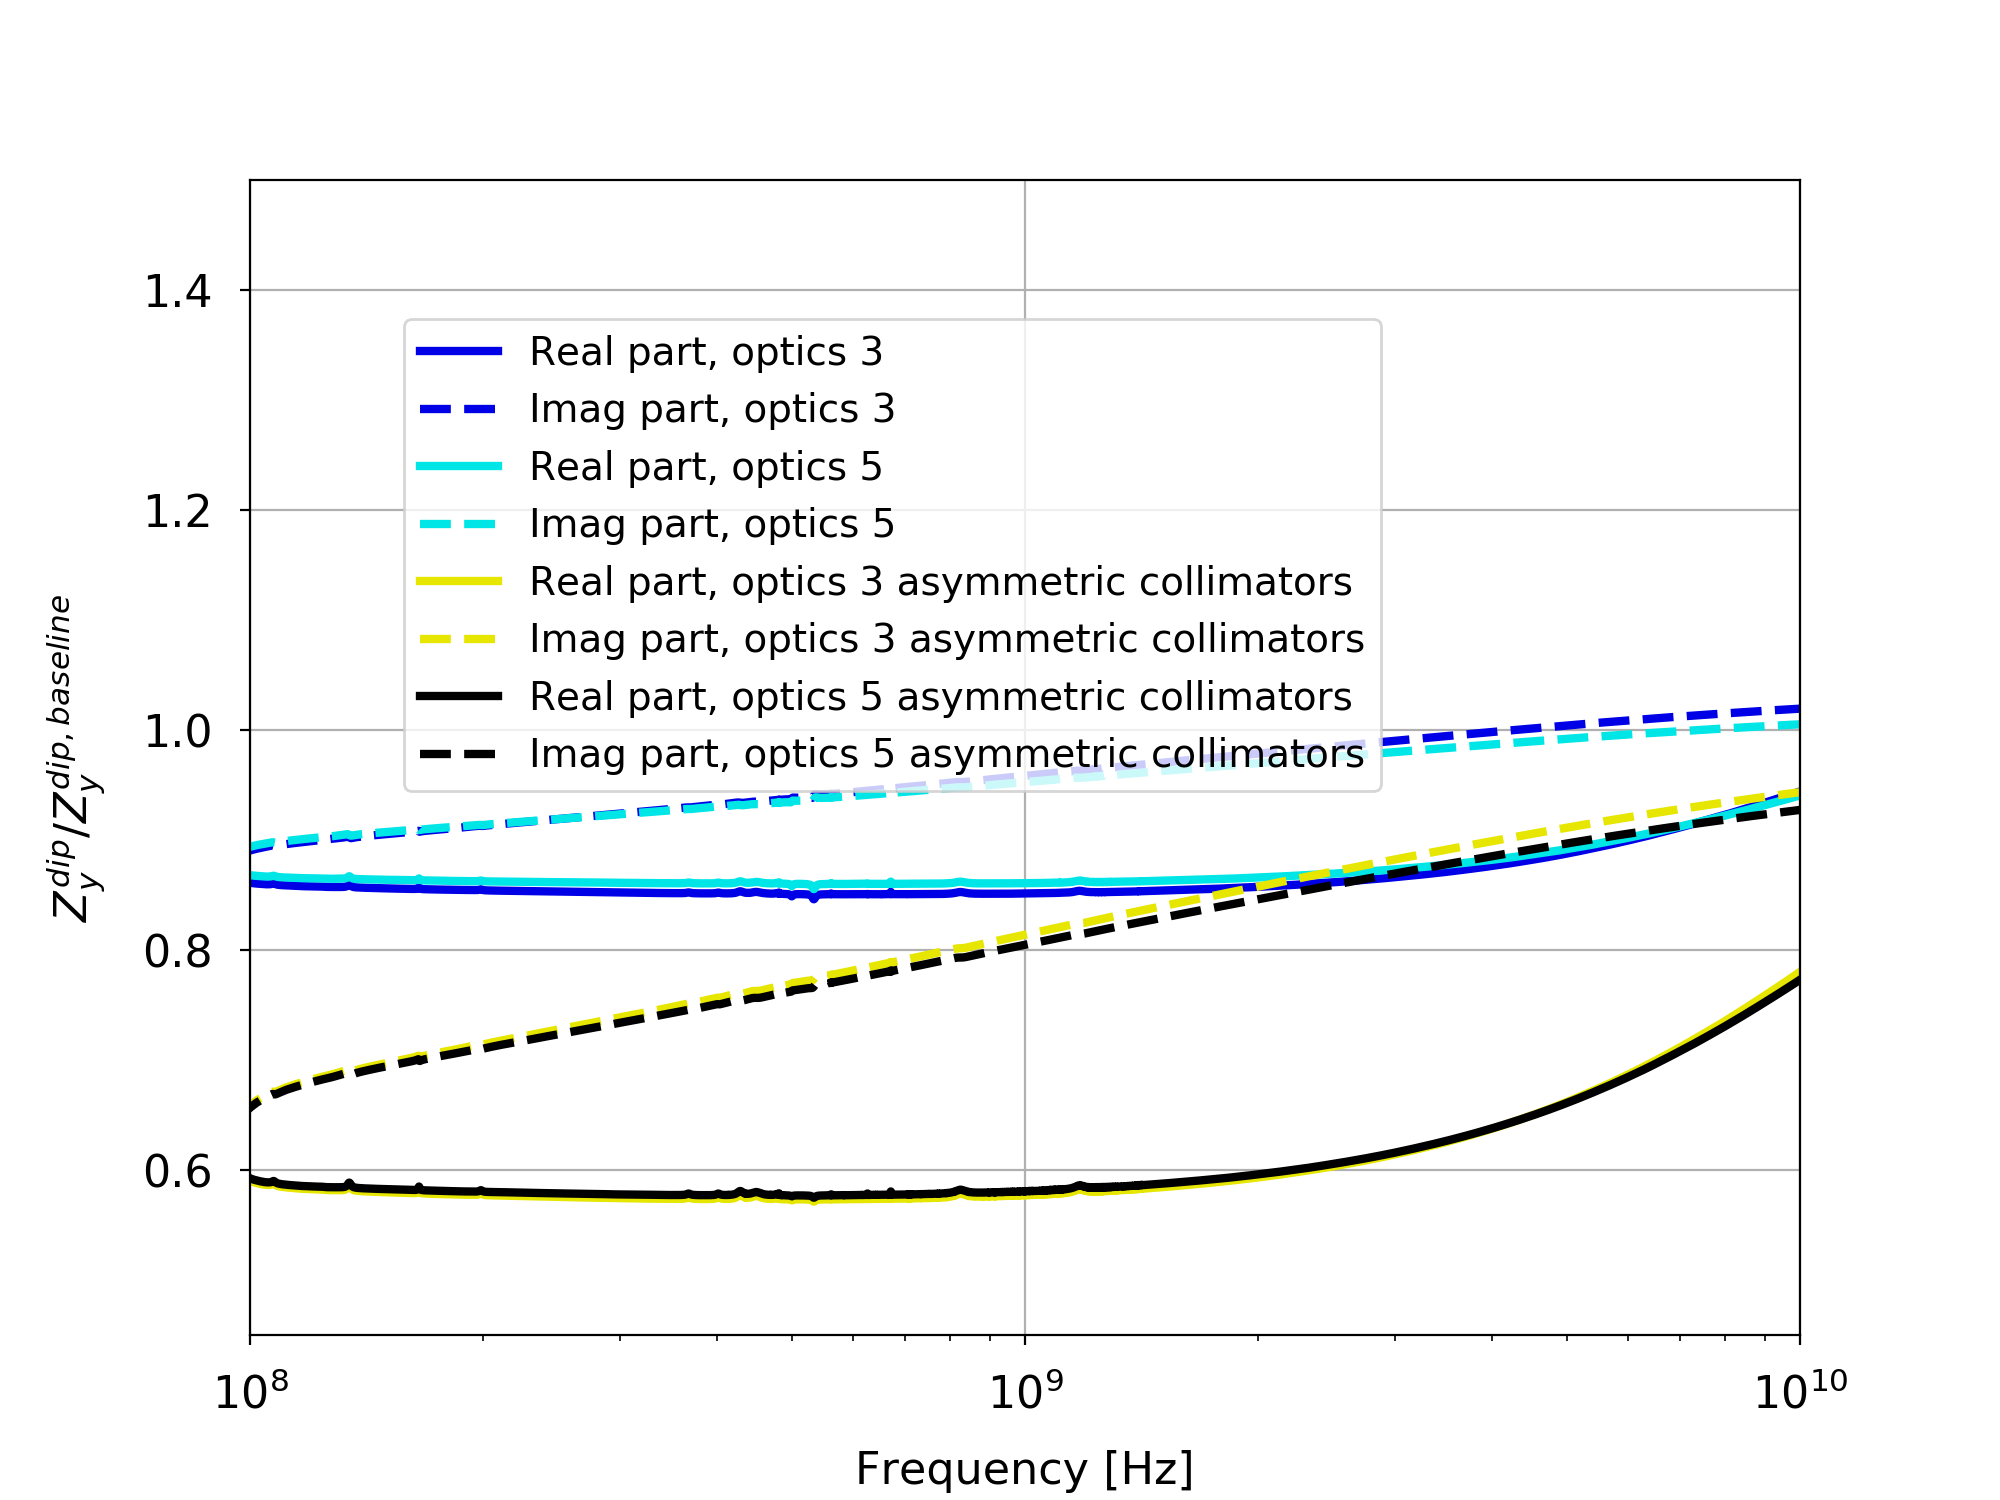 1.4
1.2
1.0
0.8
0.6
Z_y^{dip}/Z_y^{dip, baseline}
Real part, optics 3
Imag part, optics 3
Real part, optics 5
Imag part, optics 5
Real part, optics 3 asymmetric collimators
Imag part, optics 3 asymmetric collimators
Real part, optics 5 asymmetric collimators
Imag part, optics 5 asymmetric collimators
10^8 10^9 10^{10}
Frequency [Hz]